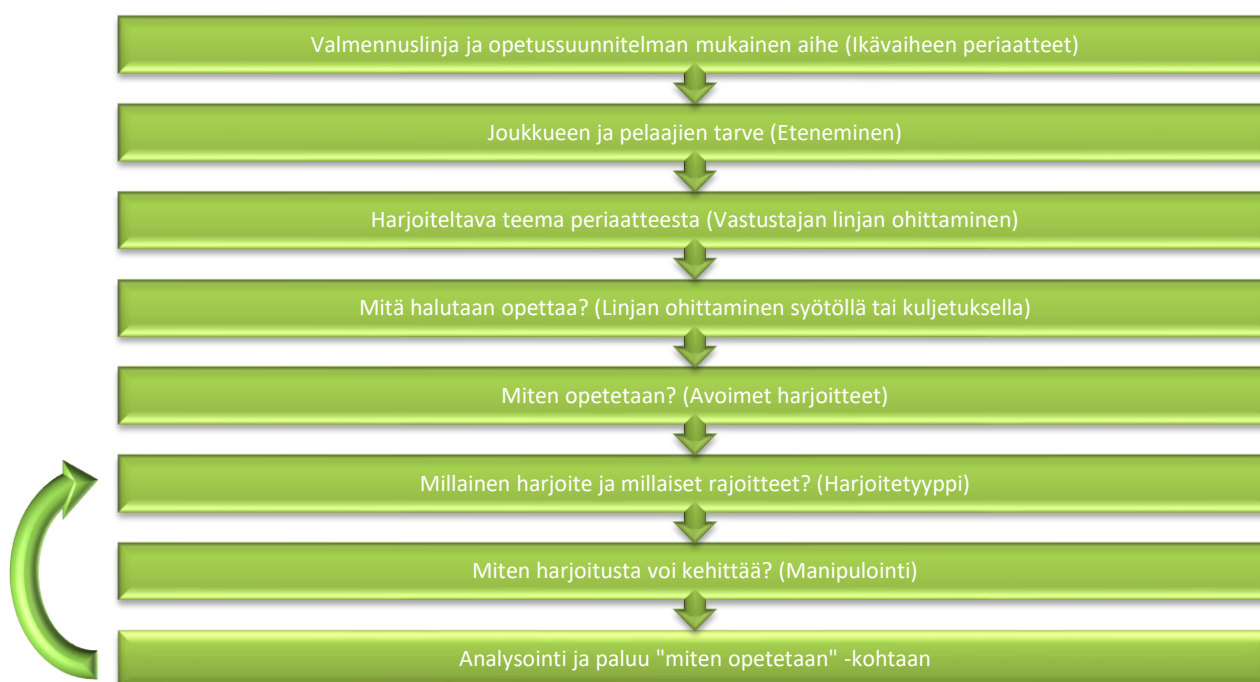 Valmennuslinja ja opetussuunnitelman mukainen aihe (Ikävaiheen periaatteet)
Joukkueen ja pelaajien tarve (Eteneminen)
Harjoiteltava teema periaatteesta (Vastustajan linjan ohittaminen)
Mitä halutaan opettaa? (Linjan ohittaminen syötöllä tai kuljetuksella)
Miten opetetaan? (Avoimet harjoitteet)
Millainen harjoite ja millaiset rajoitteet? (Harjoitetyyppi)
Miten harjoitusta voi kehittää? (Manipulointi)
Analysointi ja paluu "miten opetetaan" -kohtaan